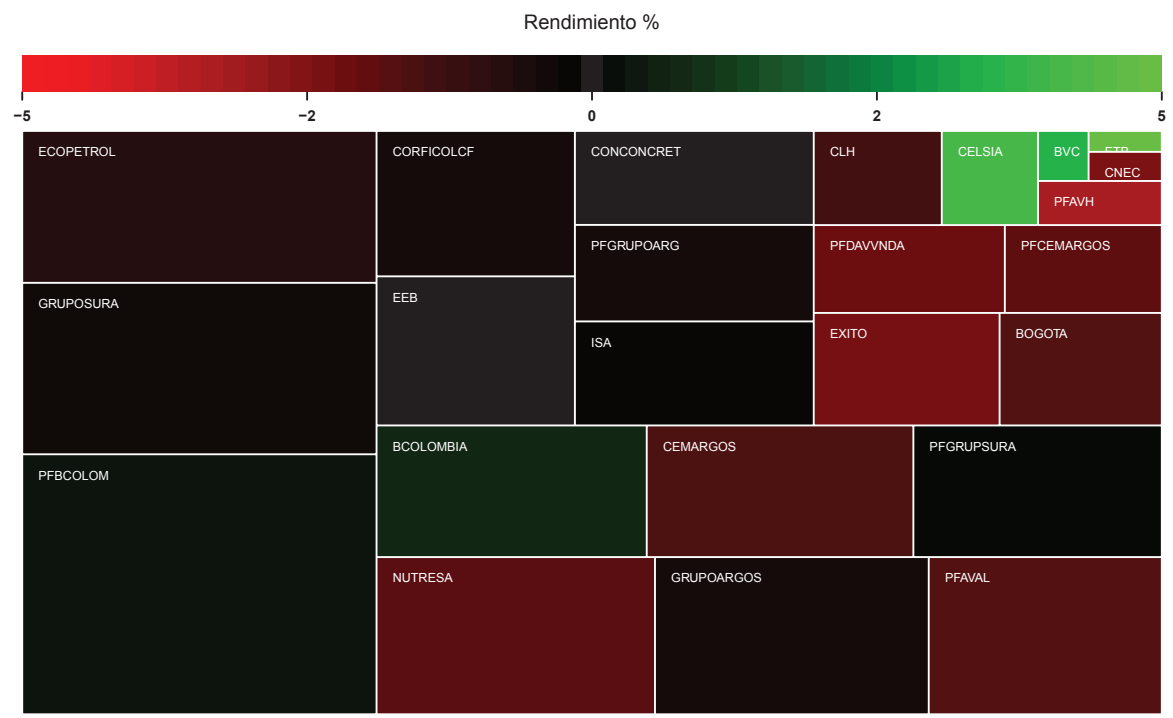 Rendimiento %
−5 −2 0 2 5
ECOPETROL
CORFICOLCF
CONCONCRET
CLH
CELSIA
BVC
CNEC
PFAVH
PFGRUPOARG
PFDAVVNDA
PFCEMARGOS
GRUPOSURA
EEB
ISA
EXITO
BOGOTA
BCOLOMBIA
CEMARGOS
PFGRUPSURA
PFBCOLOM
NUTRESA
GRUPOARGOS
PFAVAL